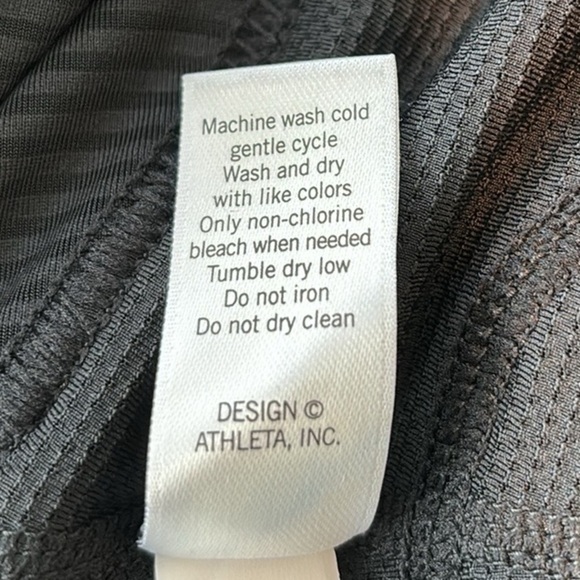 Machine wash cold
gentle cycle
Wash and dry
with like colors
Only non-chlorine
bleach when needed
Tumble dry low
Do not iron
Do not dry clean
DESIGN ©
ATHLETA, INC.